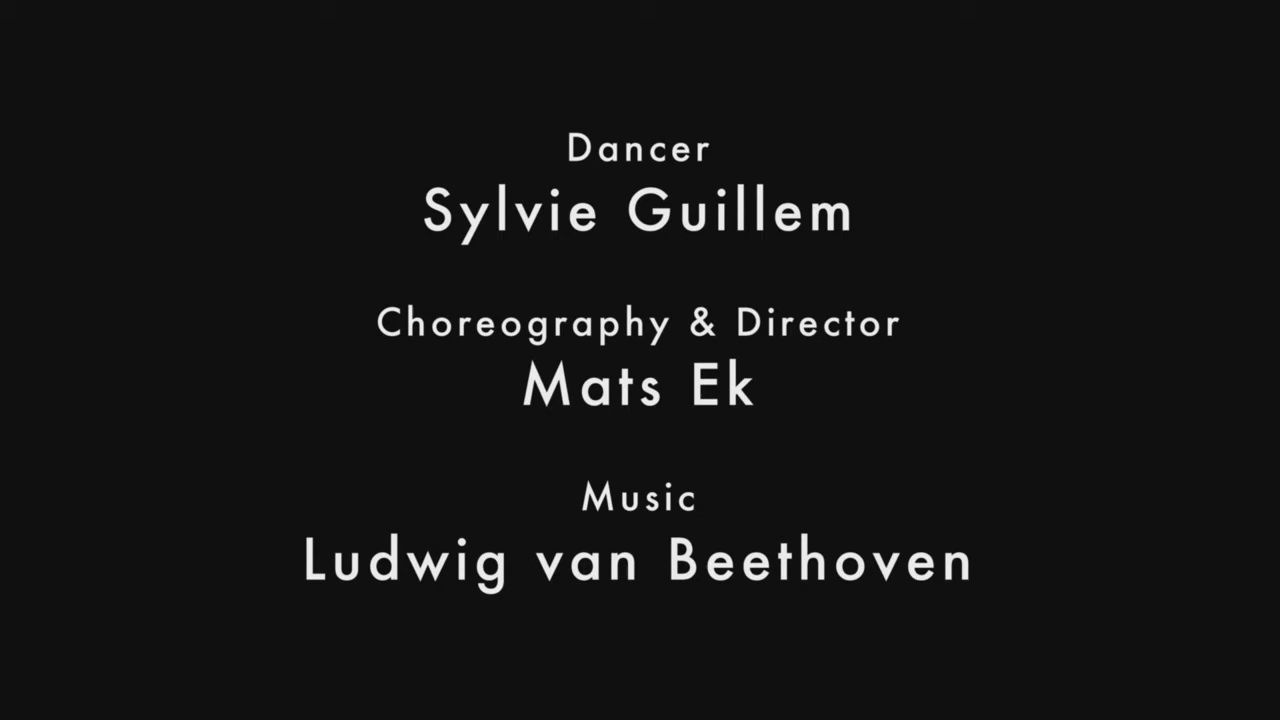 Dancer
Sylvie Guillem
Choreography & Director
Mats Ek
Music
Ludwig van Beethoven